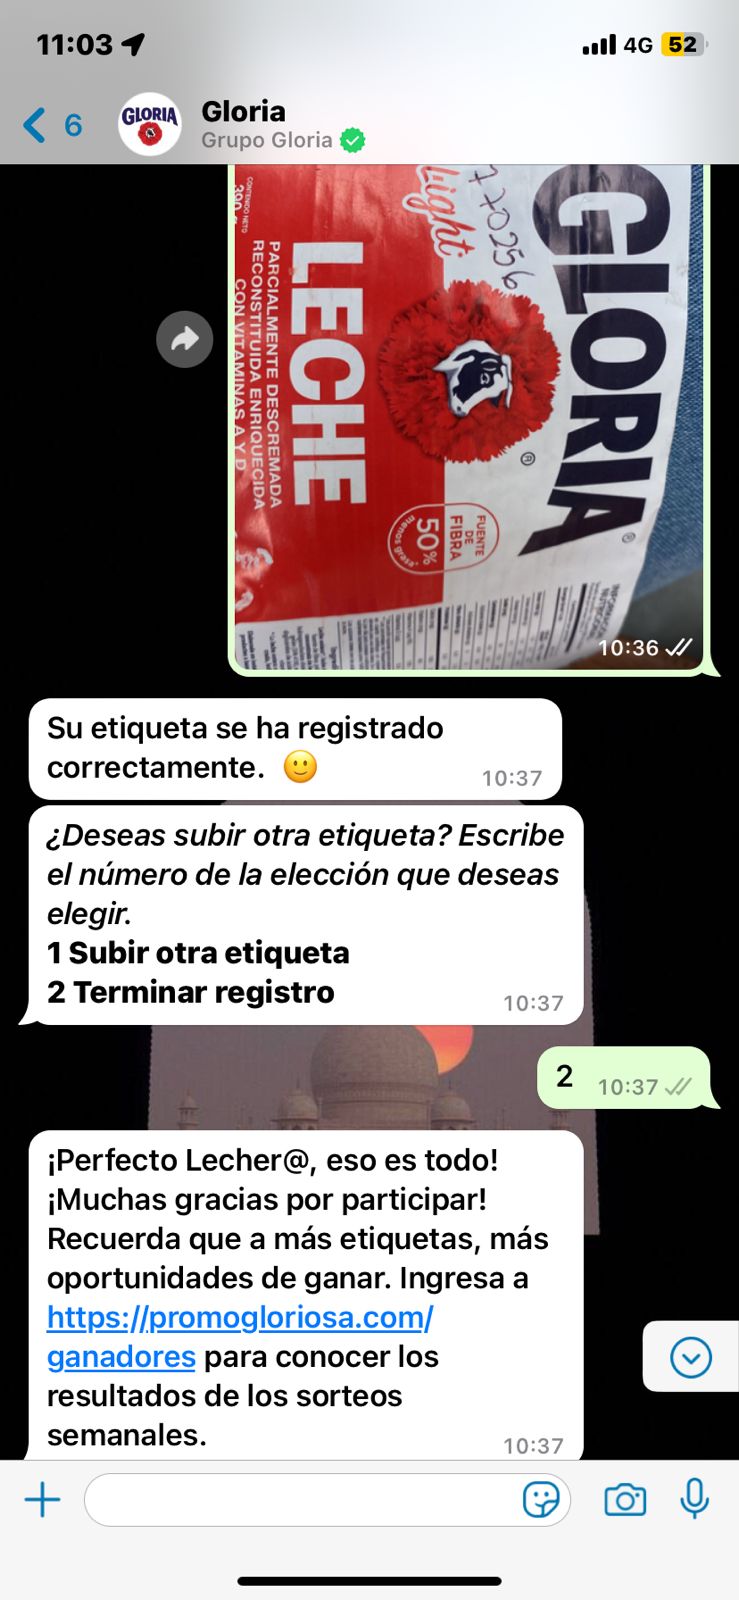 11:03
4G 52
6
GLORIA
Gloria
Grupo Gloria
GLORIA
Light
LECHE
PARCIALMENTE DESCREMADA
RECONSTITUIDA ENRIQUECIDA
CON VITAMINAS A Y D
CONTENIDO NETO
390 g
FUENTE
DE
FIBRA
50%
menos grasa*
10:36
Su etiqueta se ha registrado
correctamente. 🙂
10:37
¿Deseas subir otra etiqueta? Escribe
el número de la elección que deseas
elegir.
1 Subir otra etiqueta
2 Terminar registro
10:37
2
10:37
¡Perfecto Lecher@, eso es todo!
¡Muchas gracias por participar!
Recuerda que a más etiquetas, más
oportunidades de ganar. Ingresa a
https://promogloriosa.com/
ganadores para conocer los
resultados de los sorteos
semanales.
10:37